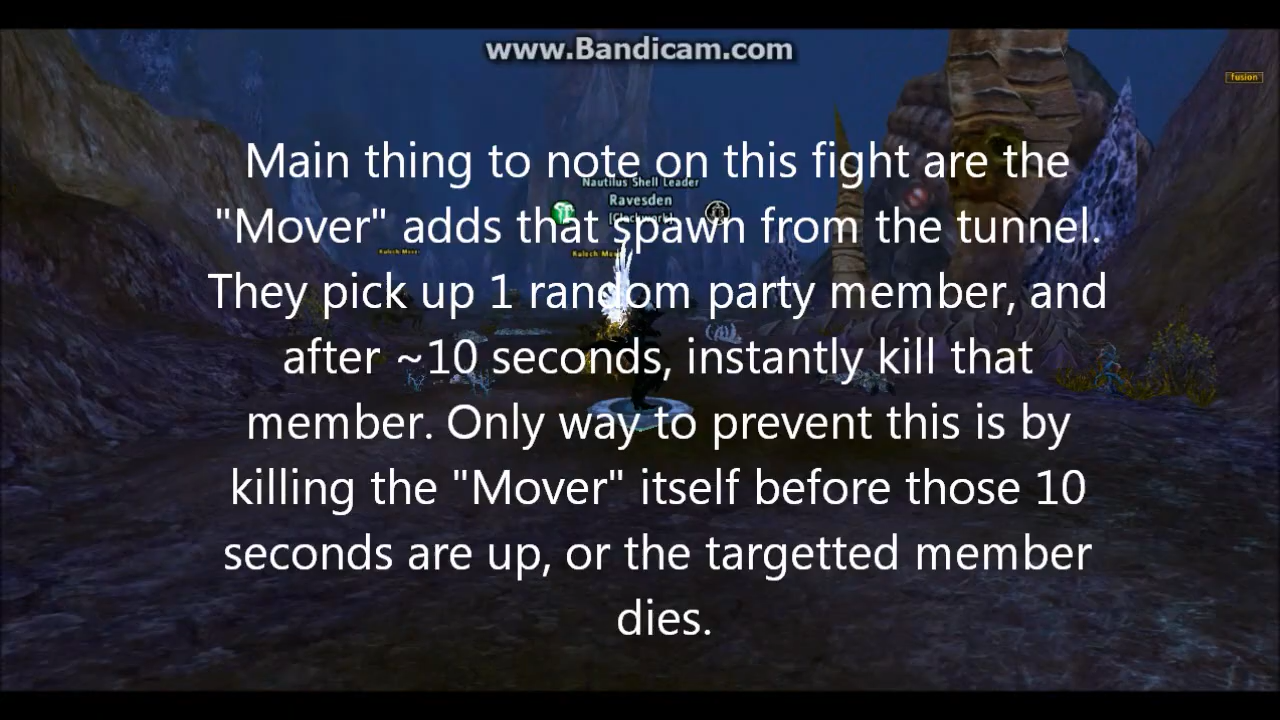 www.Bandicam.com
fusion
Main thing to note on this fight are the
Nautilus Shell Leader
Ravesden
[Clockwork]
"Mover" adds that spawn from the tunnel.
They pick up 1 random party member, and
after ~10 seconds, instantly kill that
member. Only way to prevent this is by
killing the "Mover" itself before those 10
seconds are up, or the targetted member
dies.